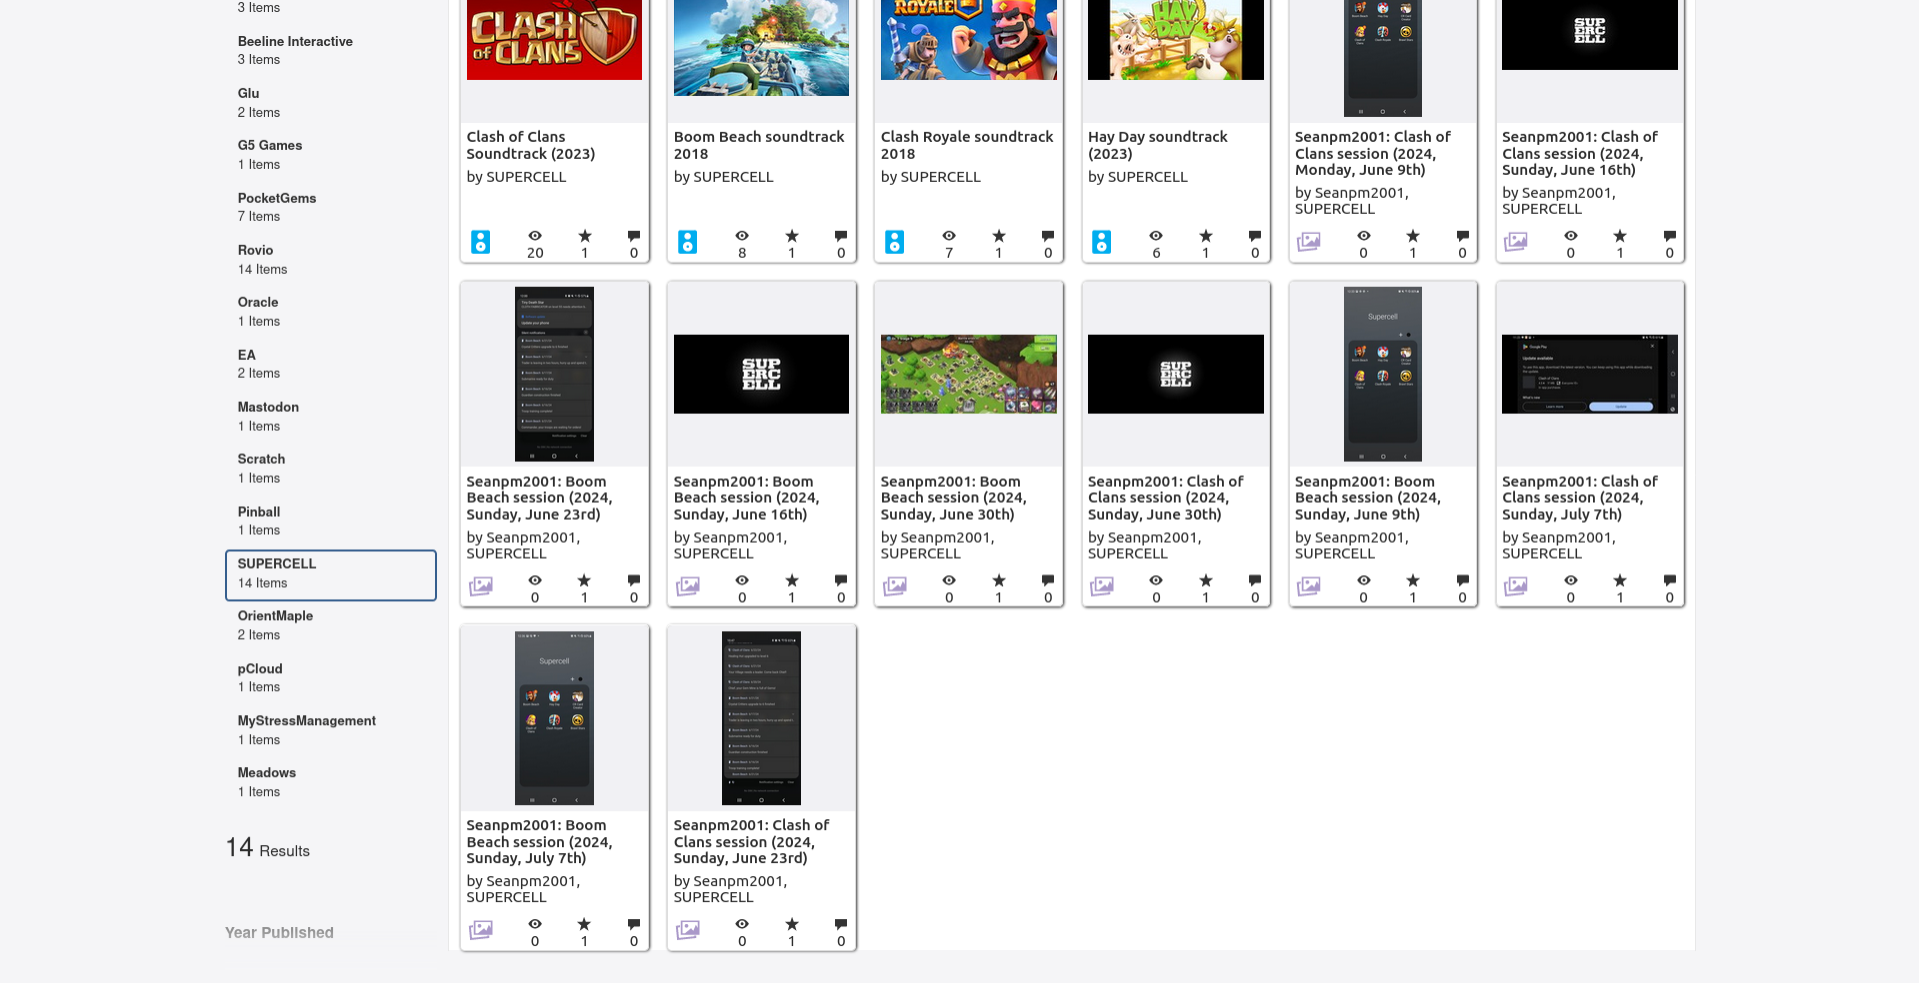 3 Items
Beeline Interactive
3 Items
Glu
2 Items
G5 Games
1 Items
PocketGems
7 Items
Rovio
14 Items
Oracle
1 Items
EA
2 Items
Mastodon
1 Items
Scratch
1 Items
Pinball
1 Items
SUPERCELL
14 Items
OrientMaple
2 Items
pCloud
1 Items
MyStressManagement
1 Items
Meadows
1 Items
14 Results
Year Published
CLASH
OF CLANS
Clash of Clans
Soundtrack (2023)
by SUPERCELL
20 1 0
Boom Beach soundtrack
2018
by SUPERCELL
8 1 0
ROYALE
Clash Royale soundtrack
2018
by SUPERCELL
7 1 0
HAY
DAY
Hay Day soundtrack
(2023)
by SUPERCELL
6 1 0
Seanpm2001: Clash of
Clans session (2024,
Monday, June 9th)
by Seanpm2001,
SUPERCELL
0 1 0
SUP
ERC
ELL
Seanpm2001: Clash of
Clans session (2024,
Sunday, June 16th)
by Seanpm2001,
SUPERCELL
0 1 0
Seanpm2001: Boom
Beach session (2024,
Sunday, June 23rd)
by Seanpm2001,
SUPERCELL
0 1 0
SUP
ERC
ELL
Seanpm2001: Boom
Beach session (2024,
Sunday, June 16th)
by Seanpm2001,
SUPERCELL
0 1 0
Seanpm2001: Boom
Beach session (2024,
Sunday, June 30th)
by Seanpm2001,
SUPERCELL
0 1 0
SUP
ERC
ELL
Seanpm2001: Clash of
Clans session (2024,
Sunday, June 30th)
by Seanpm2001,
SUPERCELL
0 1 0
Supercell
Seanpm2001: Boom
Beach session (2024,
Sunday, June 9th)
by Seanpm2001,
SUPERCELL
0 1 0
Google Play
Update available
Seanpm2001: Clash of
Clans session (2024,
Sunday, July 7th)
by Seanpm2001,
SUPERCELL
0 1 0
Supercell
Seanpm2001: Boom
Beach session (2024,
Sunday, July 7th)
by Seanpm2001,
SUPERCELL
0 1 0
Seanpm2001: Clash of
Clans session (2024,
Sunday, June 23rd)
by Seanpm2001,
SUPERCELL
0 1 0